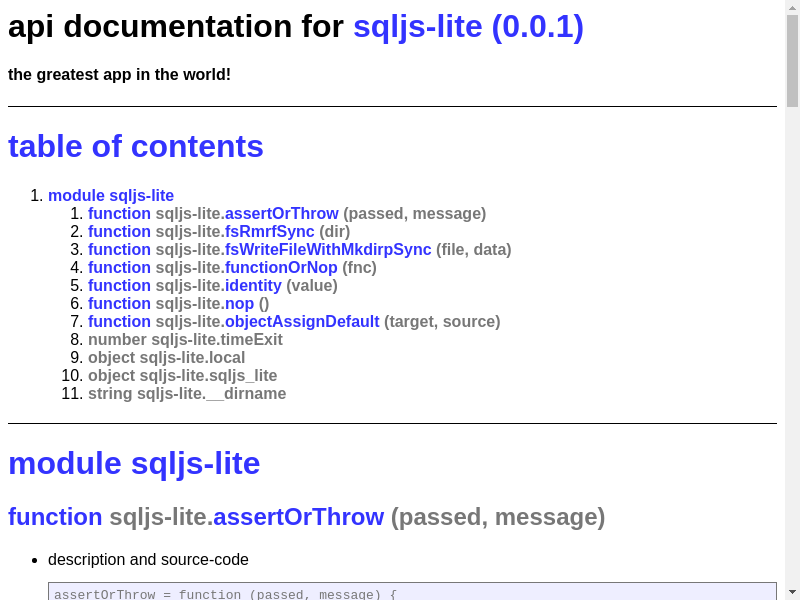 api documentation for sqljs-lite (0.0.1)
the greatest app in the world!
table of contents
1. module sqljs-lite
1. function sqljs-lite.assertOrThrow (passed, message)
2. function sqljs-lite.fsRmrfSync (dir)
3. function sqljs-lite.fsWriteFileWithMkdirpSync (file, data)
4. function sqljs-lite.functionOrNop (fnc)
5. function sqljs-lite.identity (value)
6. function sqljs-lite.nop ()
7. function sqljs-lite.objectAssignDefault (target, source)
8. number sqljs-lite.timeExit
9. object sqljs-lite.local
10. object sqljs-lite.sqljs_lite
11. string sqljs-lite.__dirname
module sqljs-lite
function sqljs-lite.assertOrThrow (passed, message)
• description and source-code
assertOrThrow = function (passed, message) {